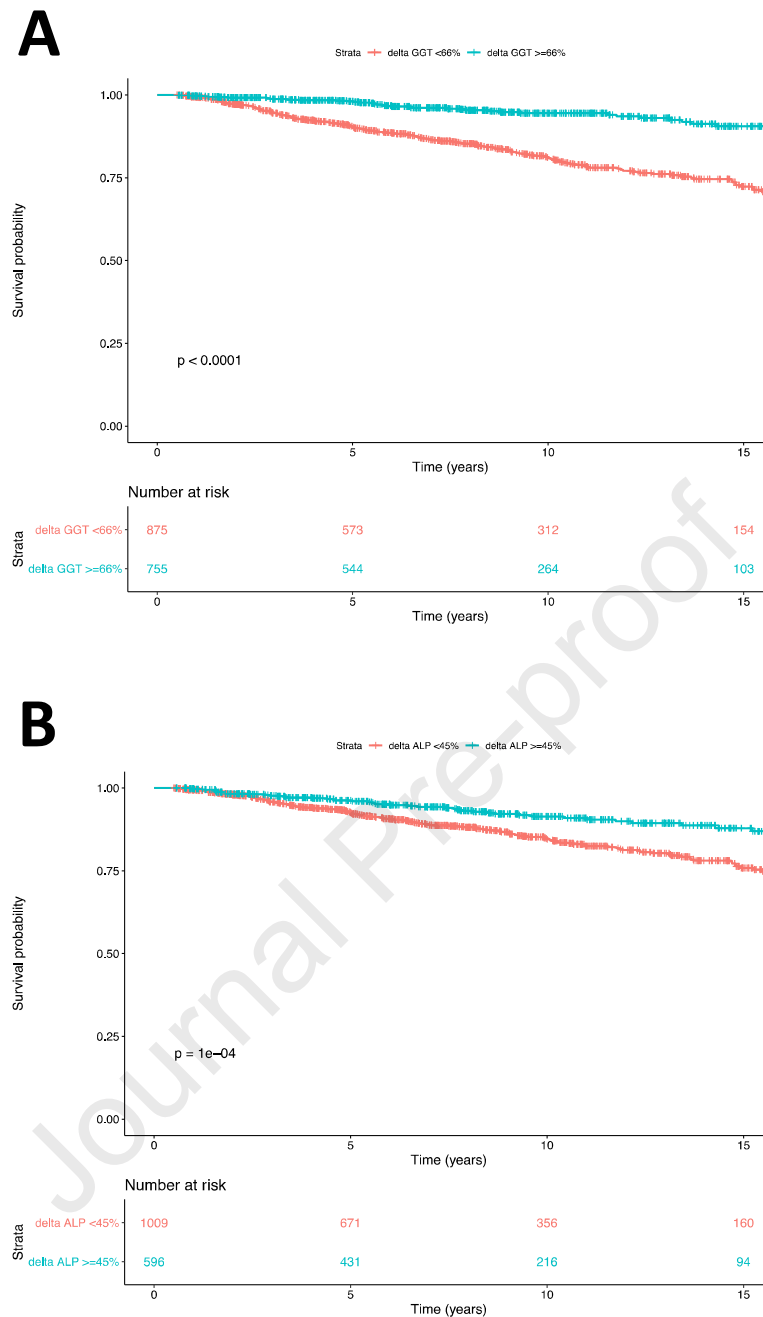 A
Strata delta GGT <66% delta GGT >=66%
1.00
0.75
0.50
0.25
0.00
Survival probability
p < 0.0001
0 5 10 15
Time (years)
Number at risk
Strata
delta GGT <66% 875 573 312 154
delta GGT >=66% 755 544 264 103
0 5 10 15
Time (years)
B
Strata delta ALP <45% delta ALP >=45%
1.00
0.75
0.50
0.25
0.00
Survival probability
p = 1e−04
0 5 10 15
Time (years)
Number at risk
Strata
delta ALP <45% 1009 671 356 160
delta ALP >=45% 596 431 216 94
0 5 10 15
Time (years)
Journal Pre-proof